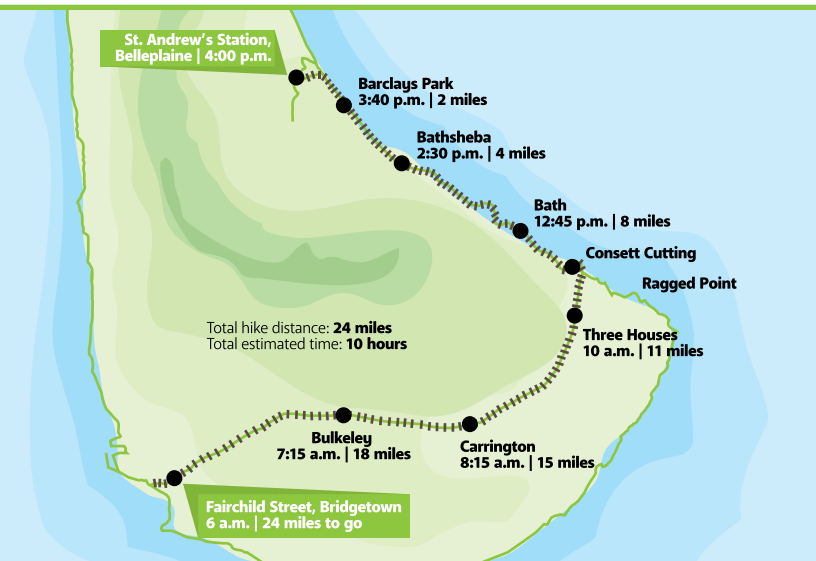 St. Andrew's Station,
Belleplaine | 4:00 p.m.
Barclays Park
3:40 p.m. | 2 miles
Bathsheba
2:30 p.m. | 4 miles
Bath
12:45 p.m. | 8 miles
Consett Cutting
Ragged Point
Total hike distance: 24 miles
Total estimated time: 10 hours
Three Houses
10 a.m. | 11 miles
Bulkeley
7:15 a.m. | 18 miles
Carrington
8:15 a.m. | 15 miles
Fairchild Street, Bridgetown
6 a.m. | 24 miles to go